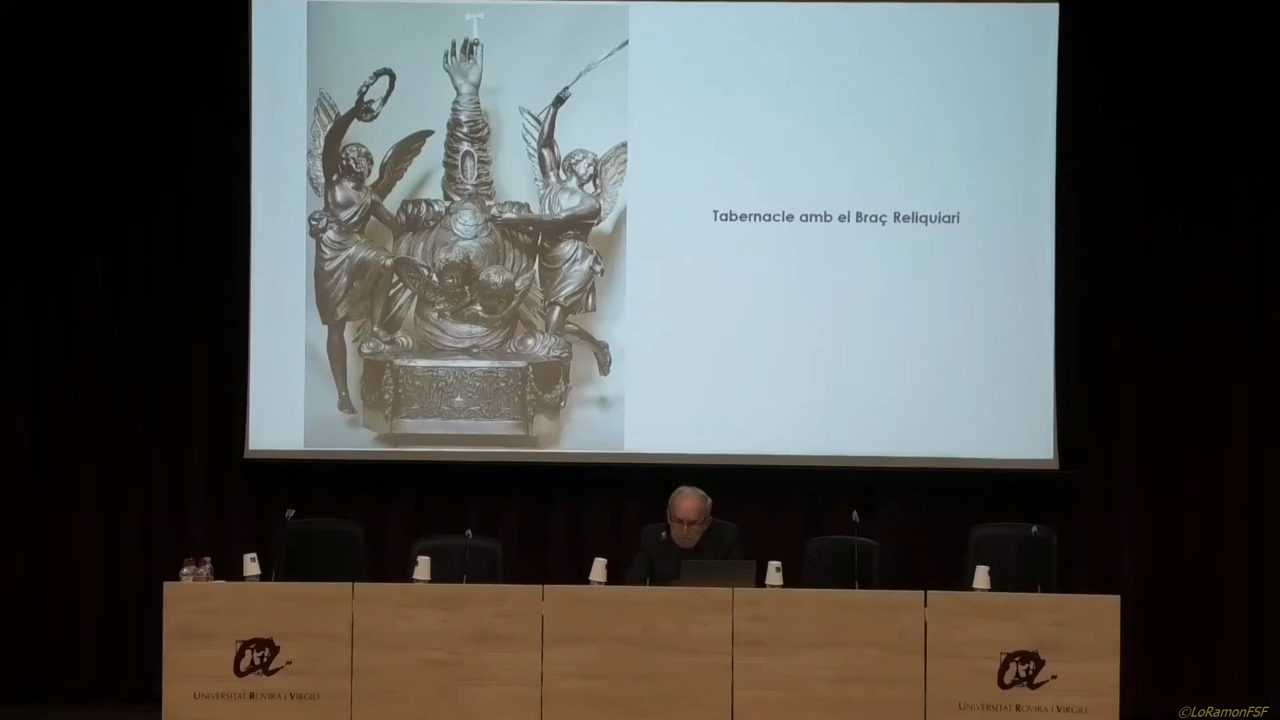 Tabernacle amb el Braç Reliquiari
UNIVERSITAT ROVIRA I VIRGILI
UNIVERSITAT ROVIRA I VIRGILI
©LoRamonFSF